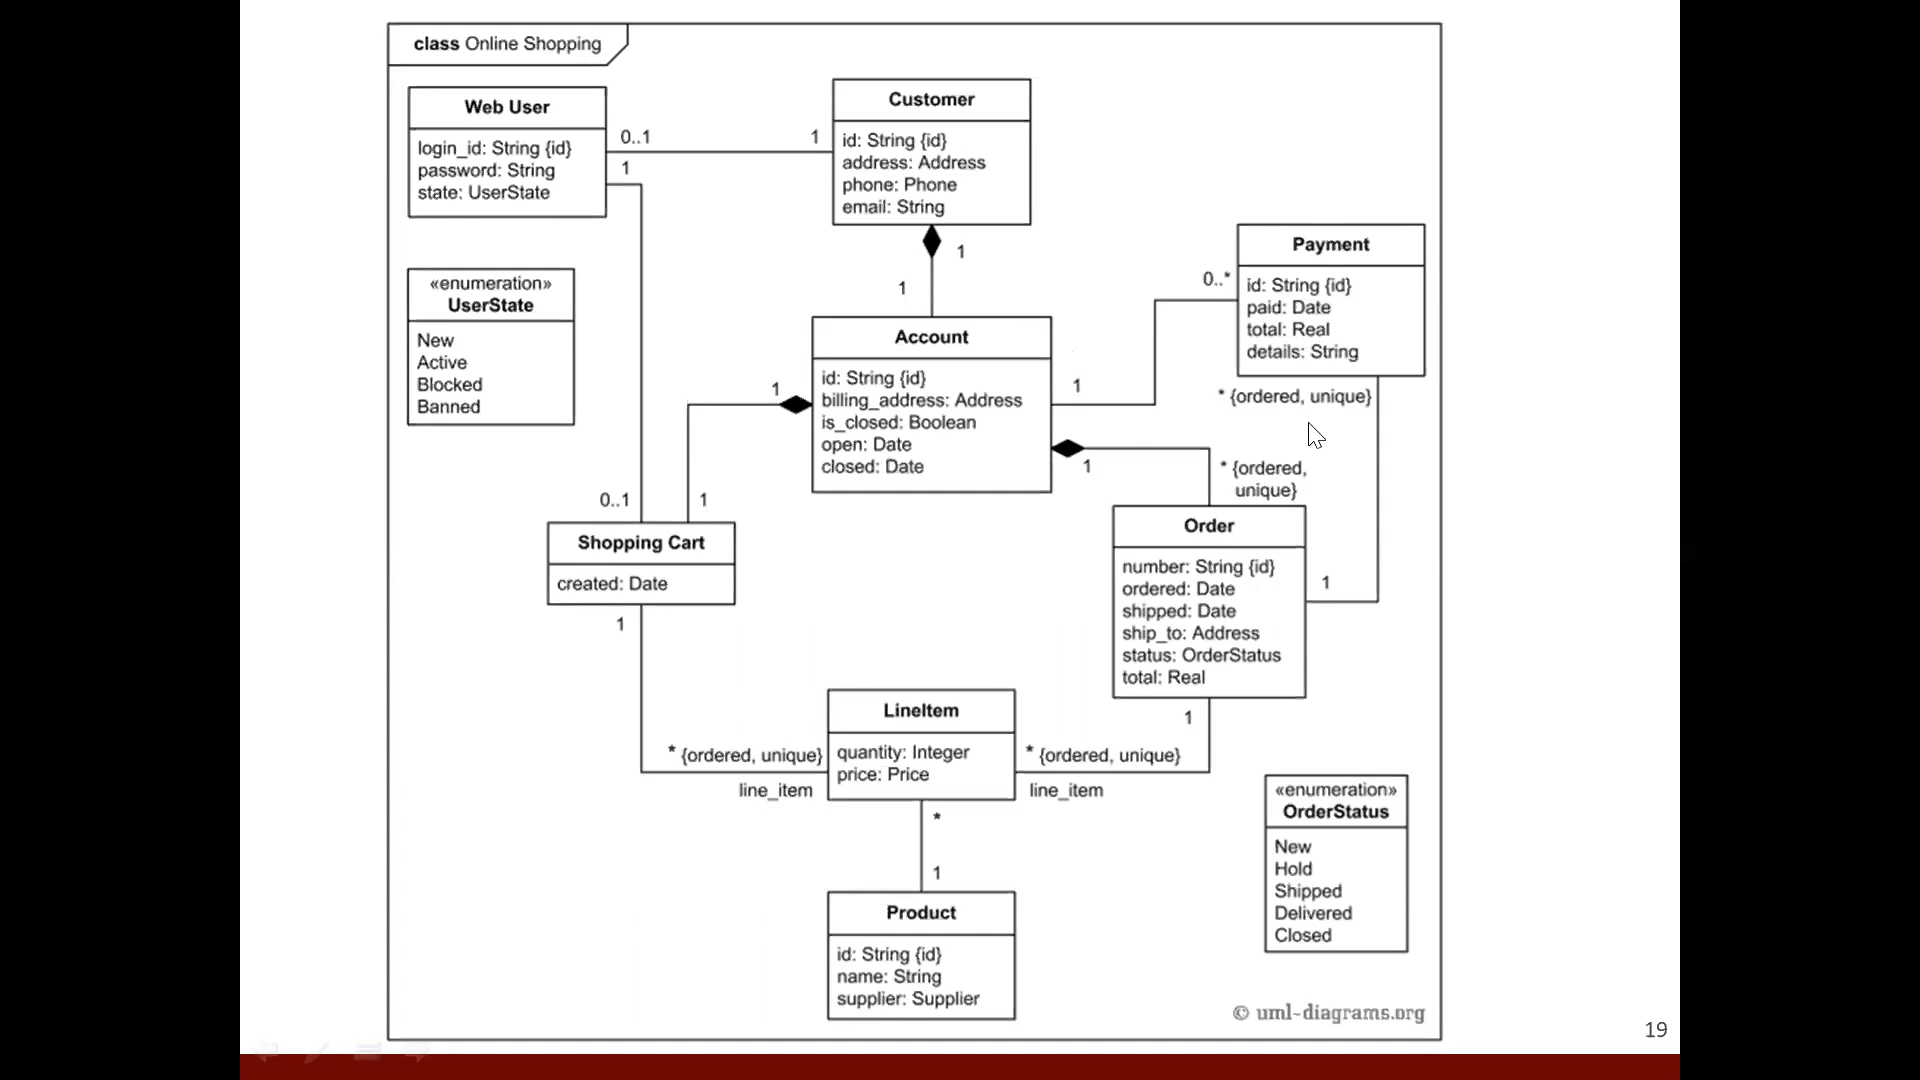 class Online Shopping
Web User
login_id: String {id}
password: String
state: UserState
0..1
1
1
Customer
id: String {id}
address: Address
phone: Phone
email: String
1
1
«enumeration»
UserState
New
Active
Blocked
Banned
Account
id: String {id}
billing_address: Address
is_closed: Boolean
open: Date
closed: Date
1
1
1
0..*
Payment
id: String {id}
paid: Date
total: Real
details: String
* {ordered, unique}
* {ordered,
unique}
0..1
1
Shopping Cart
created: Date
1
Order
number: String {id}
ordered: Date
shipped: Date
ship_to: Address
status: OrderStatus
total: Real
1
1
LineItem
quantity: Integer
price: Price
* {ordered, unique}
line_item
* {ordered, unique}
line_item
*
1
Product
id: String {id}
name: String
supplier: Supplier
«enumeration»
OrderStatus
New
Hold
Shipped
Delivered
Closed
© uml-diagrams.org
19